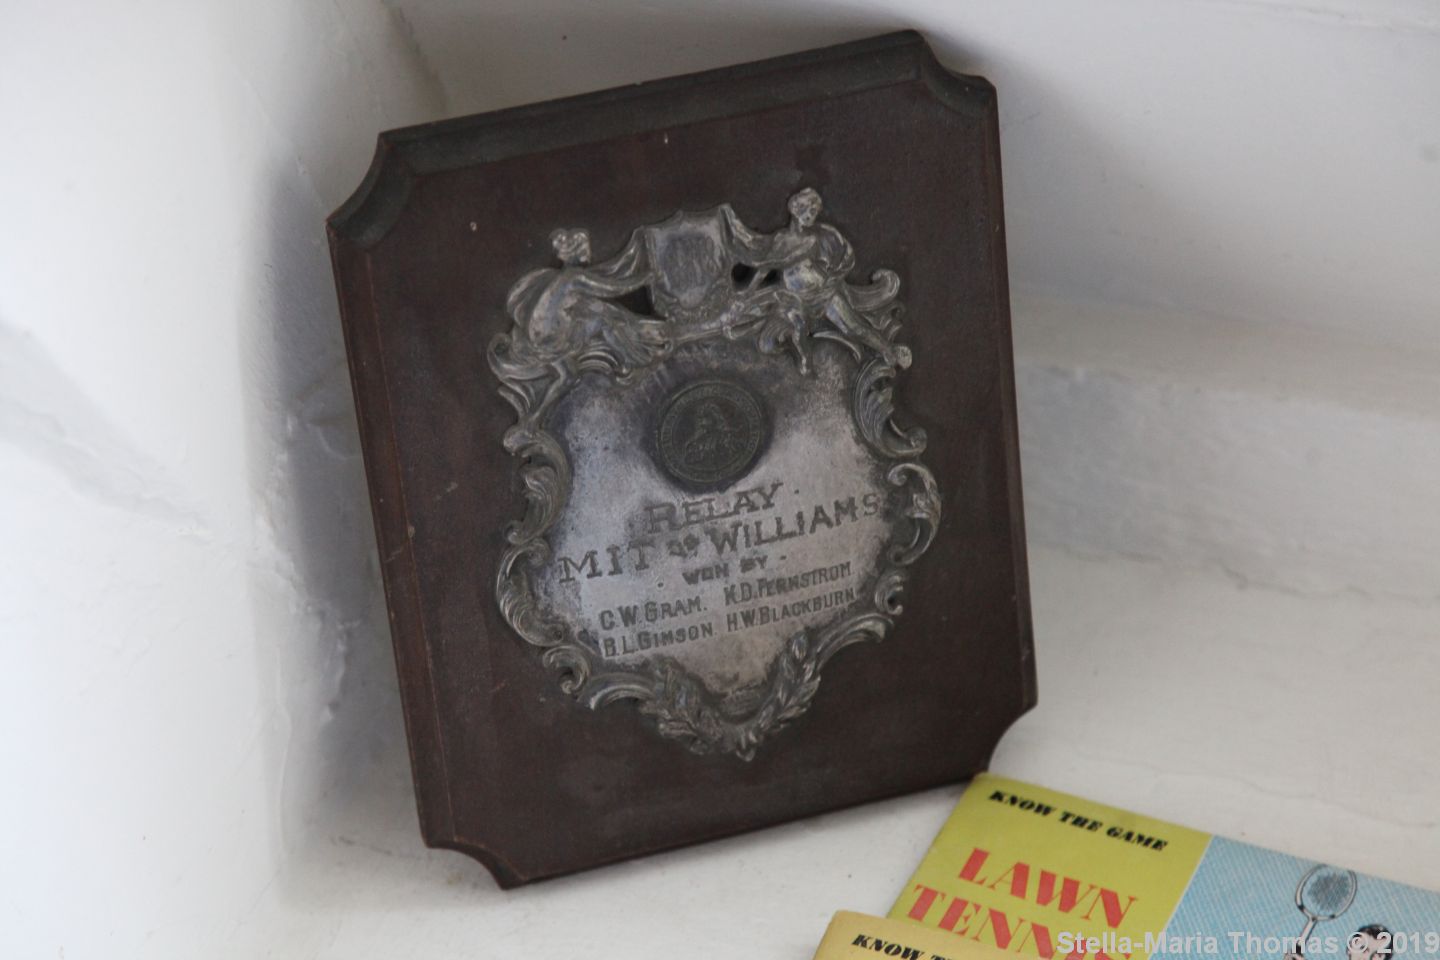 RELAY
MIT vs WILLIAMS
WON BY
C.W. GRAM. K.D. FERNSTROM
B.L. GIMSON. H.W. BLACKBURN
KNOW THE GAME
LAWN
TENNIS
KNOW
Stella-Maria Thomas © 2019